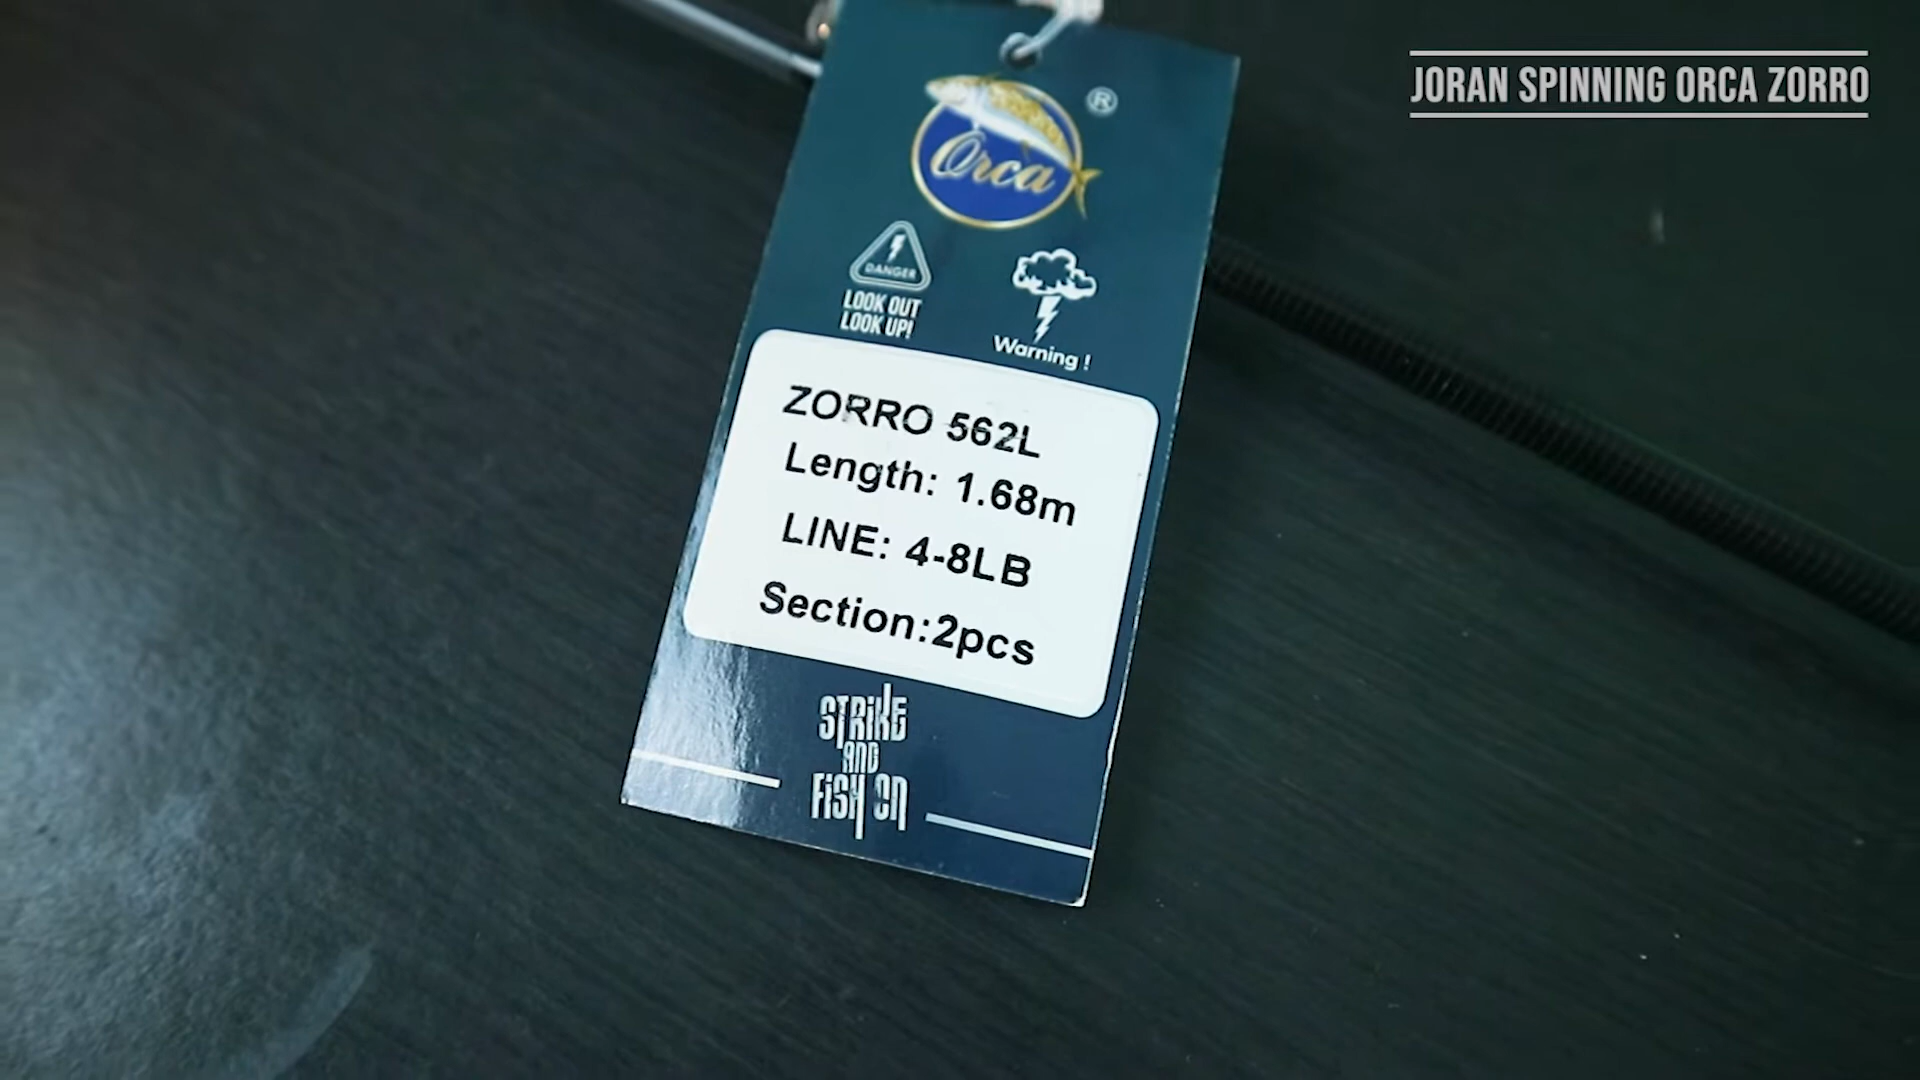 JORAN SPINNING ORCA ZORRO
®
Orca
DANGER
LOOK OUT
LOOK UP!
Warning !
ZORRO 562L
Length: 1.68m
LINE: 4-8LB
Section:2pcs
STRIKE
AND
FISH ON